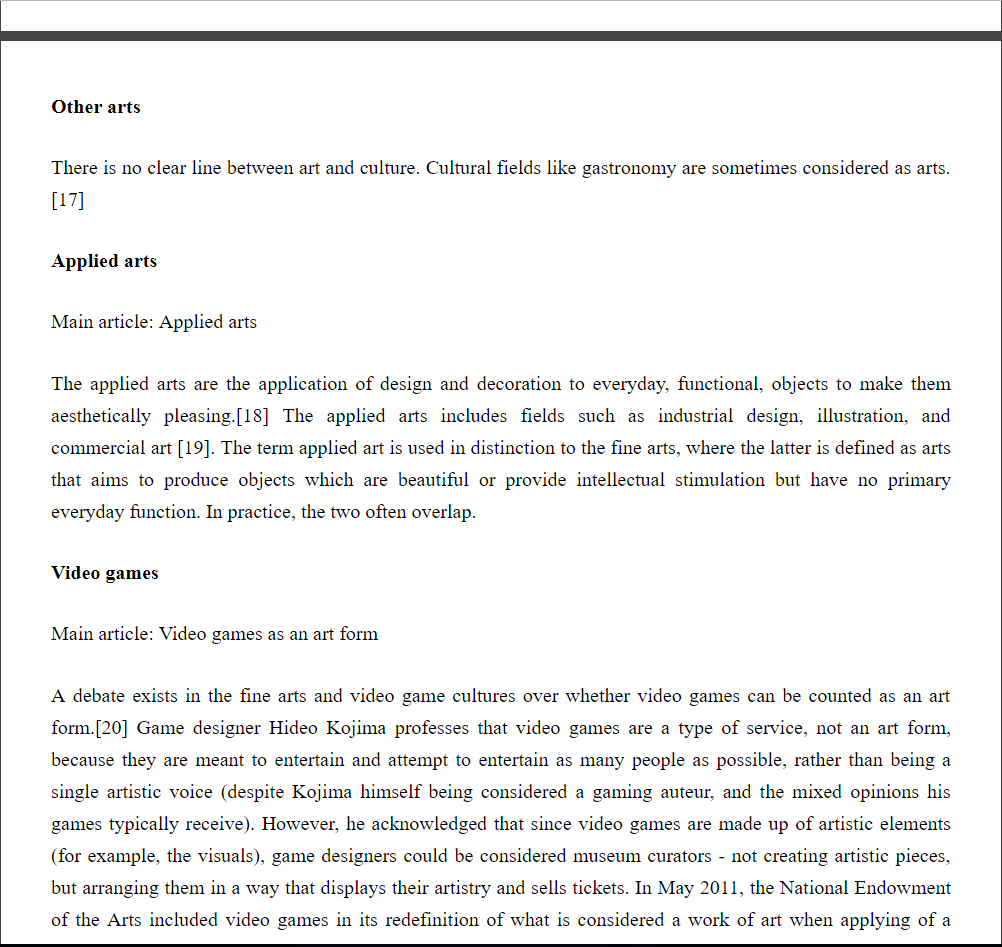 Other arts
There is no clear line between art and culture. Cultural fields like gastronomy are sometimes considered as arts.
[17]
Applied arts
Main article: Applied arts
The applied arts are the application of design and decoration to everyday, functional, objects to make them
aesthetically pleasing.[18] The applied arts includes fields such as industrial design, illustration, and
commercial art [19]. The term applied art is used in distinction to the fine arts, where the latter is defined as arts
that aims to produce objects which are beautiful or provide intellectual stimulation but have no primary
everyday function. In practice, the two often overlap.
Video games
Main article: Video games as an art form
A debate exists in the fine arts and video game cultures over whether video games can be counted as an art
form.[20] Game designer Hideo Kojima professes that video games are a type of service, not an art form,
because they are meant to entertain and attempt to entertain as many people as possible, rather than being a
single artistic voice (despite Kojima himself being considered a gaming auteur, and the mixed opinions his
games typically receive). However, he acknowledged that since video games are made up of artistic elements
(for example, the visuals), game designers could be considered museum curators - not creating artistic pieces,
but arranging them in a way that displays their artistry and sells tickets. In May 2011, the National Endowment
of the Arts included video games in its redefinition of what is considered a work of art when applying of a